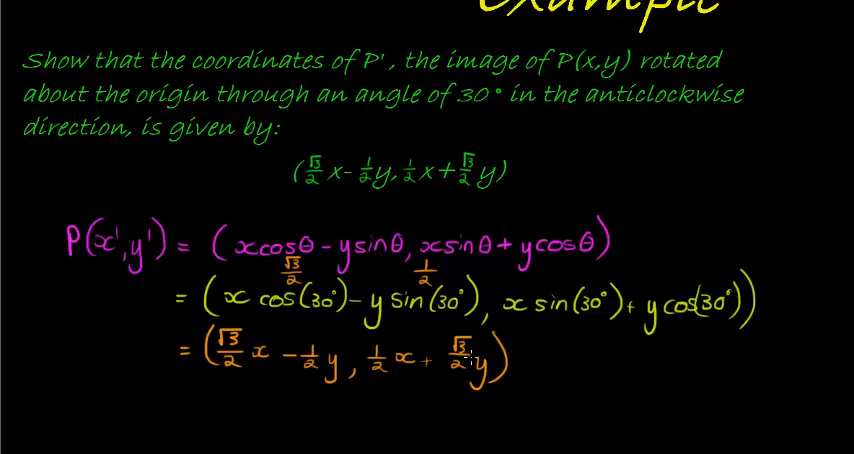 example
Show that the coordinates of P', the image of P(x,y) rotated
about the origin through an angle of 30° in the anticlockwise
direction, is given by:
(√3/2 x - 1/2 y, 1/2 x + √3/2 y)
P(x', y') = (x cosθ - y sinθ, x sinθ + y cosθ)
√3/2 1/2
= (x cos(30°) - y sin(30°), x sin(30°) + y cos(30°))
= (√3/2 x - 1/2 y, 1/2 x + √3/2 y)